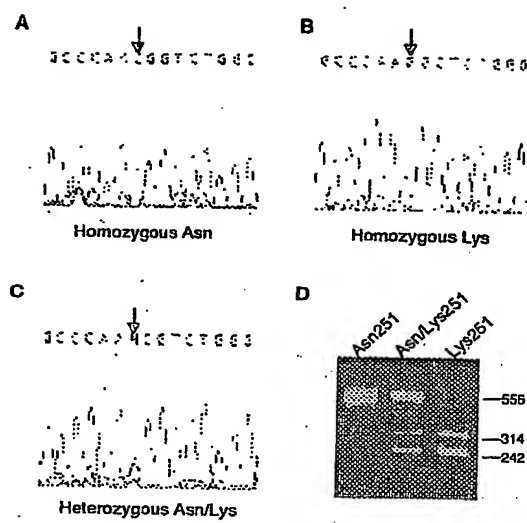 A
Homozygous Asn
B
Homozygous Lys
C
Heterozygous Asn/Lys
D
Asn251
Asn/Lys251
Lys251
556
314
242